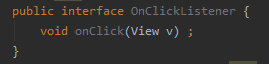 public interface OnClickListener {
    void onClick(View v) ;
}